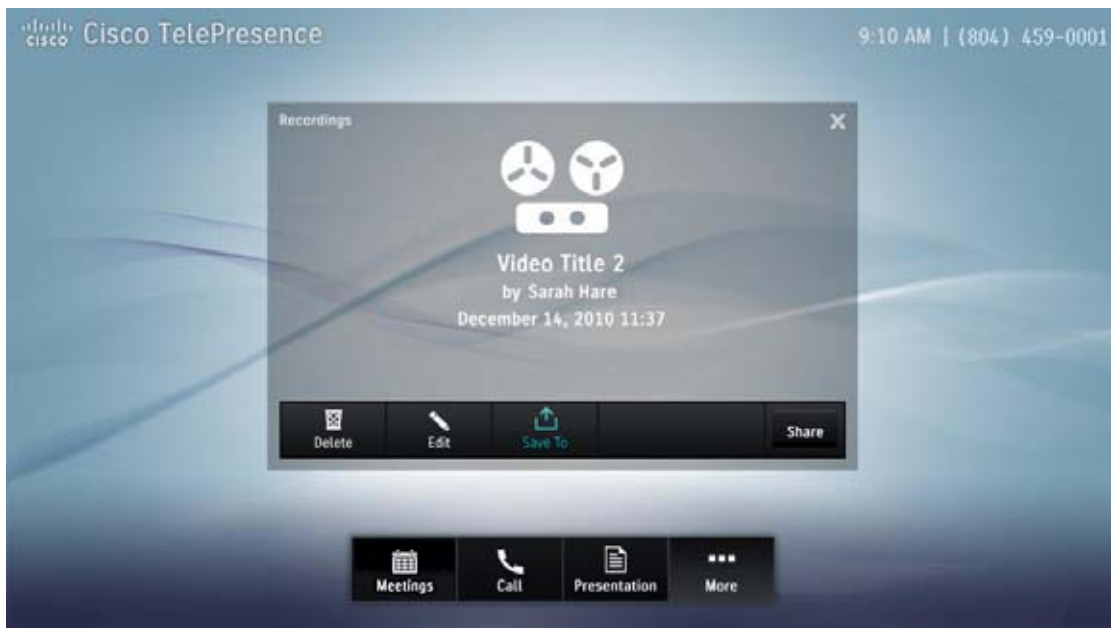 cisco Cisco TelePresence
9:10 AM | (804) 459-0001
Recordings
X
Video Title 2
by Sarah Hare
December 14, 2010 11:37
Delete Edit Save To Share
Meetings Call Presentation More